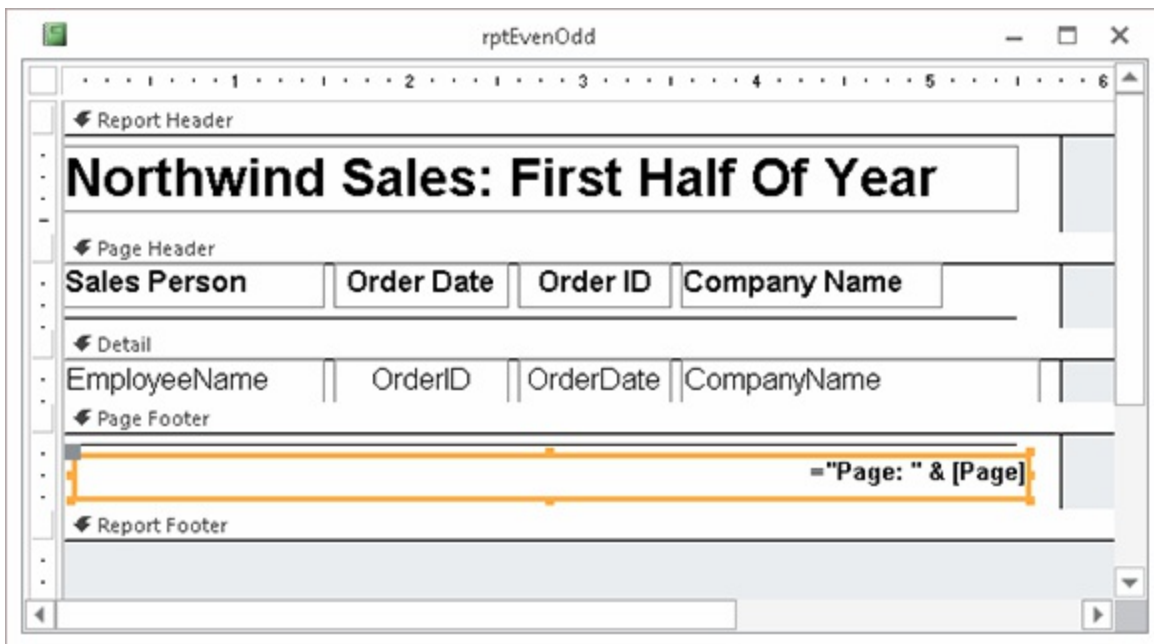 rptEvenOdd
1 2 3 4 5 6
Report Header
Northwind Sales: First Half Of Year
Page Header
Sales Person Order Date Order ID Company Name
Detail
EmployeeName OrderID OrderDate CompanyName
Page Footer
="Page: " & [Page]
Report Footer